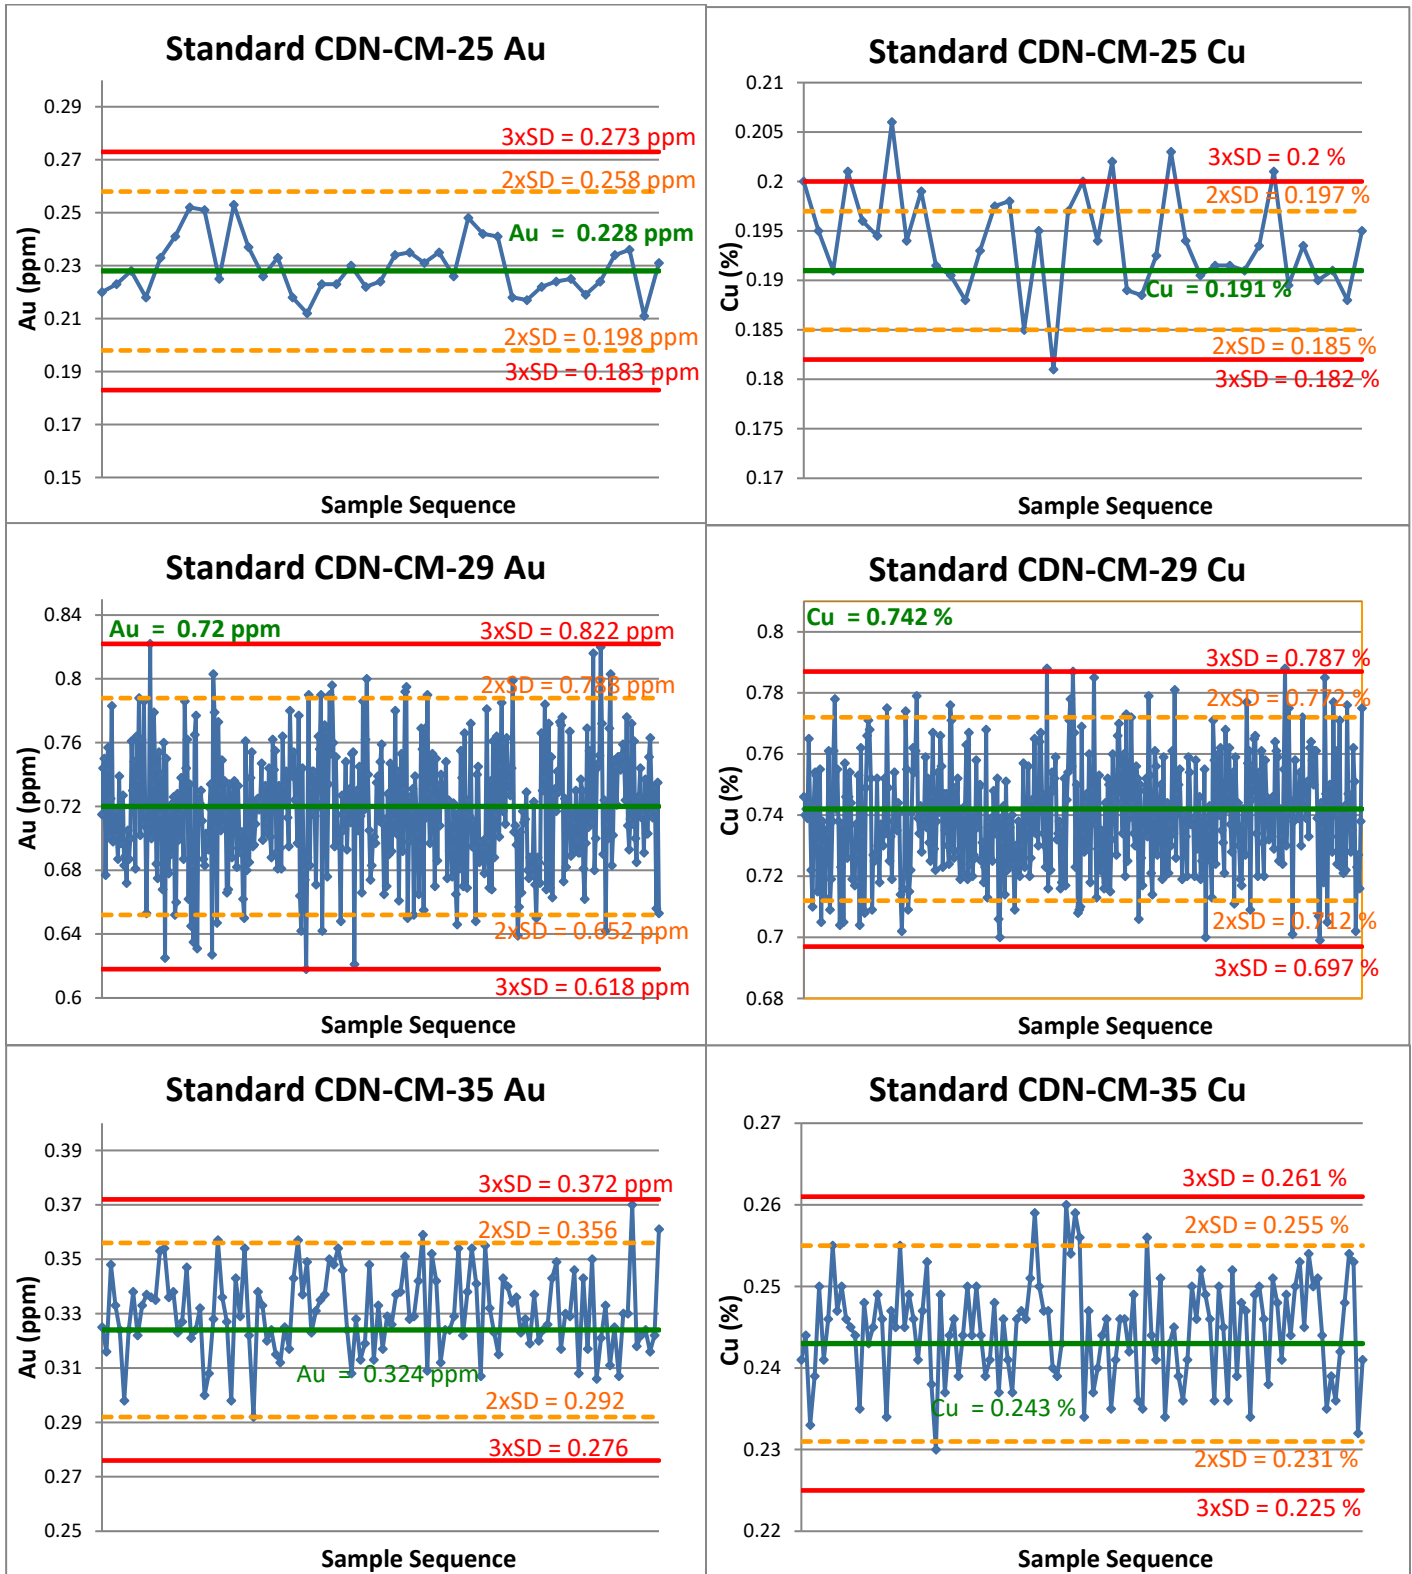 Standard CDN-CM-25 Au
Au (ppm)
0.29
0.27
0.25
0.23
0.21
0.19
0.17
0.15
3xSD = 0.273 ppm
2xSD = 0.258 ppm
Au = 0.228 ppm
2xSD = 0.198 ppm
3xSD = 0.183 ppm
Sample Sequence
Standard CDN-CM-25 Cu
Cu (%)
0.21
0.205
0.2
0.195
0.19
0.185
0.18
0.175
0.17
3xSD = 0.2 %
2xSD = 0.197 %
Cu = 0.191 %
2xSD = 0.185 %
3xSD = 0.182 %
Sample Sequence
Standard CDN-CM-29 Au
Au (ppm)
0.84
0.8
0.76
0.72
0.68
0.64
0.6
Au = 0.72 ppm
3xSD = 0.822 ppm
2xSD = 0.788 ppm
2xSD = 0.652 ppm
3xSD = 0.618 ppm
Sample Sequence
Standard CDN-CM-29 Cu
Cu (%)
0.8
0.78
0.76
0.74
0.72
0.7
0.68
Cu = 0.742 %
3xSD = 0.787 %
2xSD = 0.772 %
2xSD = 0.712 %
3xSD = 0.697 %
Sample Sequence
Standard CDN-CM-35 Au
Au (ppm)
0.39
0.37
0.35
0.33
0.31
0.29
0.27
0.25
3xSD = 0.372 ppm
2xSD = 0.356
Au = 0.324 ppm
2xSD = 0.292
3xSD = 0.276
Sample Sequence
Standard CDN-CM-35 Cu
Cu (%)
0.27
0.26
0.25
0.24
0.23
0.22
3xSD = 0.261 %
2xSD = 0.255 %
Cu = 0.243 %
2xSD = 0.231 %
3xSD = 0.225 %
Sample Sequence